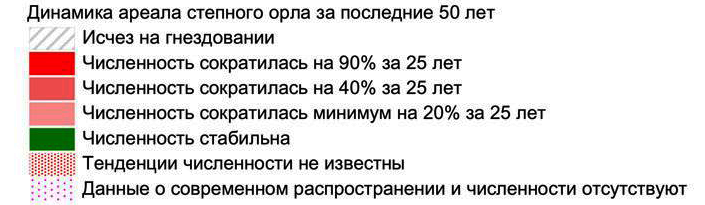 Динамика ареала степного орла за последние 50 лет
Исчез на гнездовании
Численность сократилась на 90% за 25 лет
Численность сократилась на 40% за 25 лет
Численность сократилась минимум на 20% за 25 лет
Численность стабильна
Тенденции численности не известны
Данные о современном распространении и численности отсутствуют